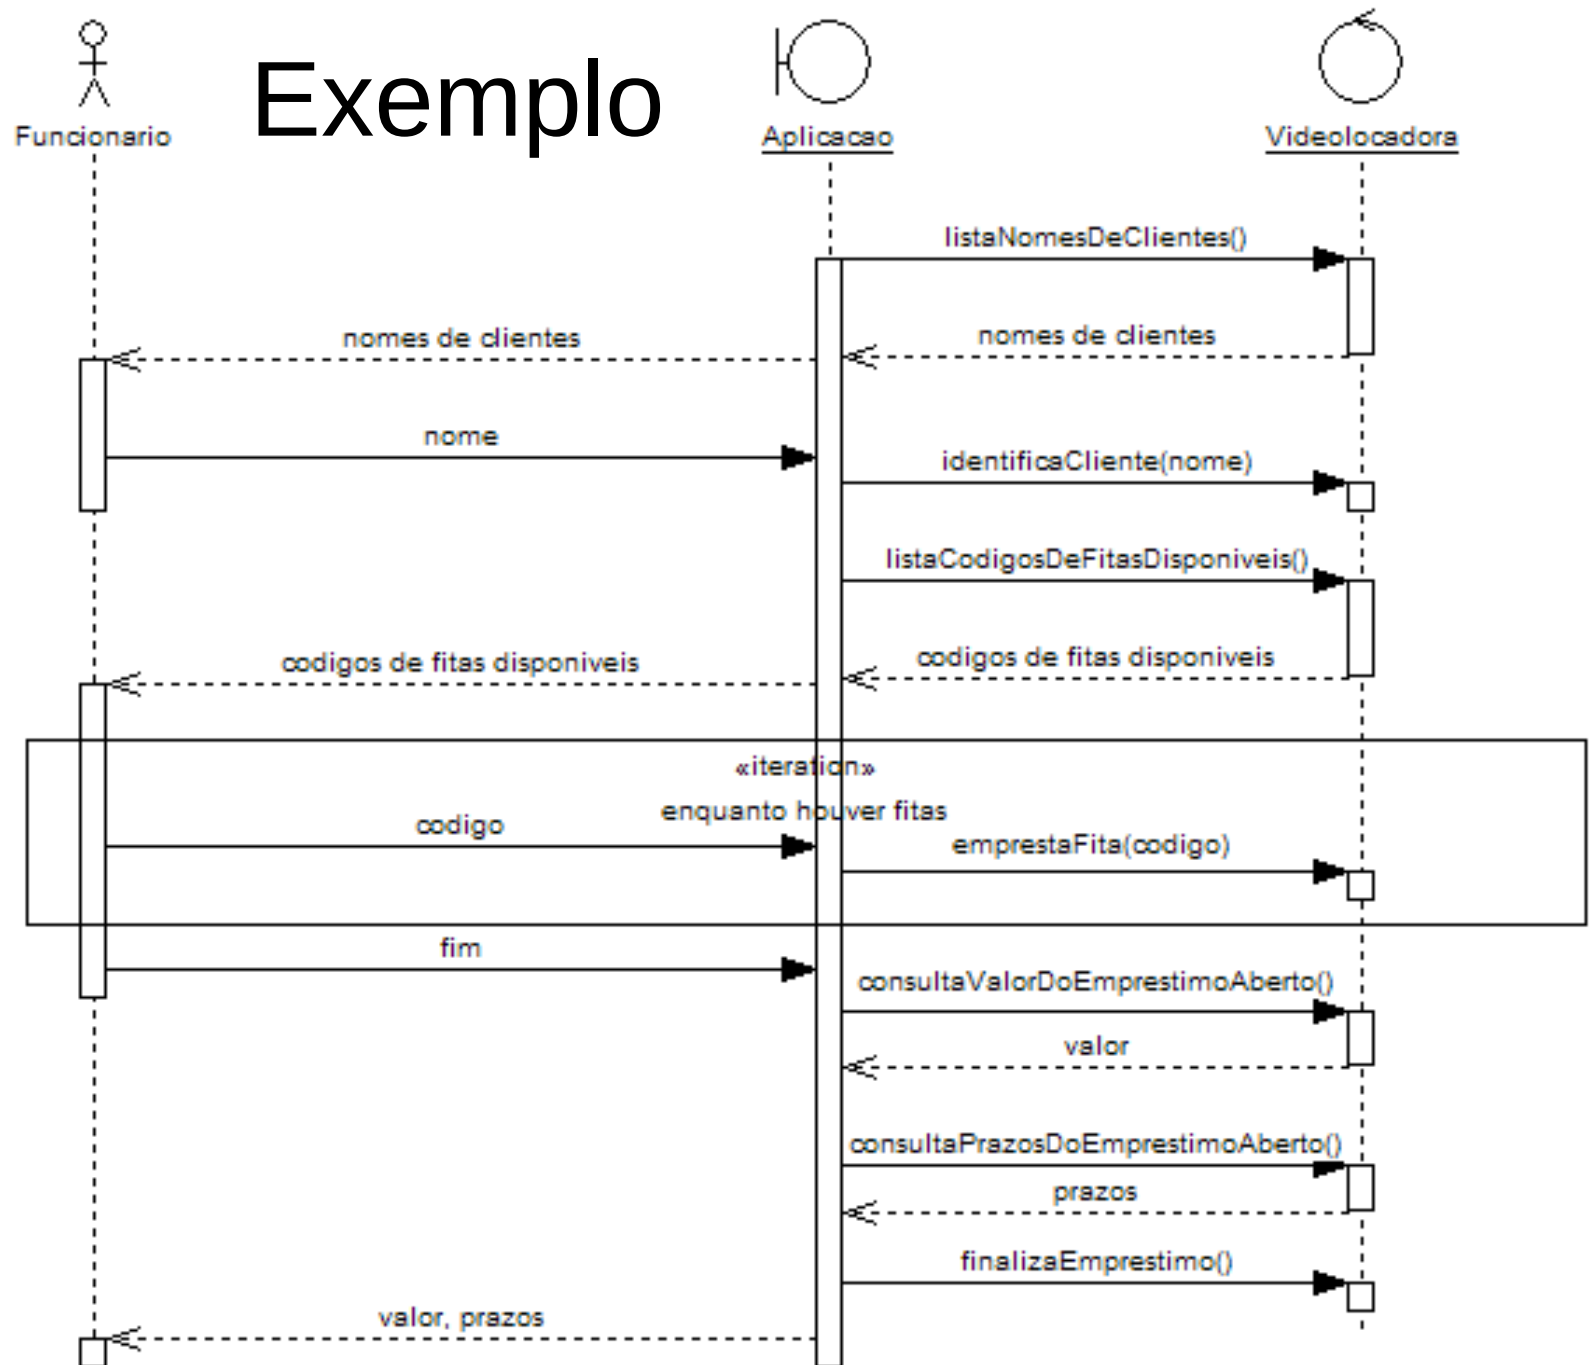 Exemplo
Funcionario
Aplicacao
Videolocadora
listaNomesDeClientes()
nomes de clientes
nomes de clientes
nome
identificaCliente(nome)
listaCodigosDeFitasDisponiveis()
codigos de fitas disponiveis
codigos de fitas disponiveis
«iteration»
enquanto houver fitas
codigo
emprestaFita(codigo)
fim
consultaValorDoEmprestimoAberto()
valor
consultaPrazosDoEmprestimoAberto()
prazos
finalizaEmprestimo()
valor, prazos